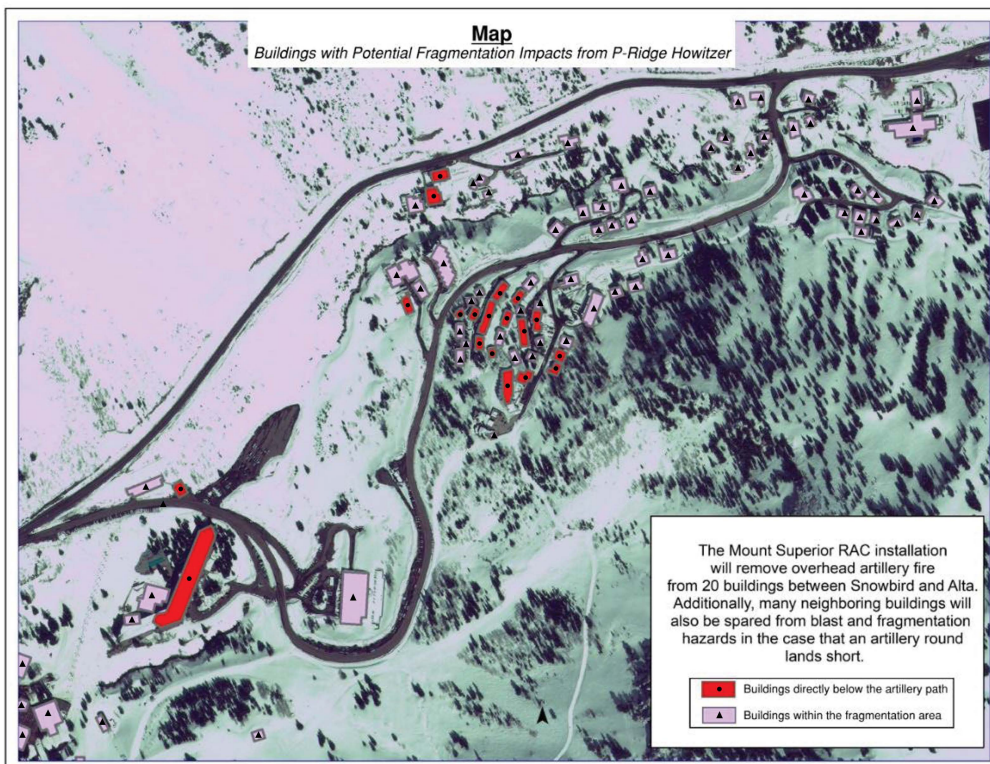 Map
Buildings with Potential Fragmentation Impacts from P-Ridge Howitzer
The Mount Superior RAC installation
will remove overhead artillery fire
from 20 buildings between Snowbird and Alta.
Additionally, many neighboring buildings will
also be spared from blast and fragmentation
hazards in the case that an artillery round
lands short.
Buildings directly below the artillery path
Buildings within the fragmentation area